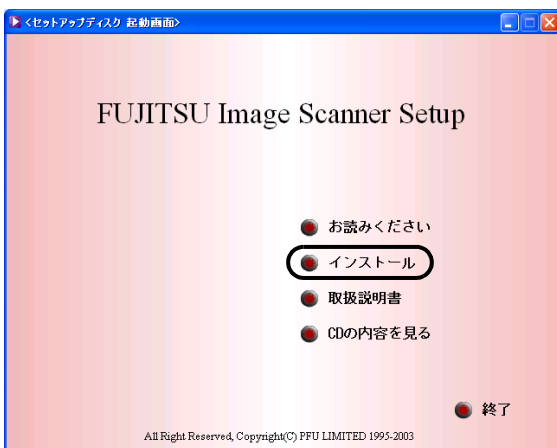 <セットアップディスク 起動画面>
FUJITSU Image Scanner Setup
お読みください
インストール
取扱説明書
CDの内容を見る
終了
All Right Reserved, Copyright(C) PFU LIMITED 1995-2003